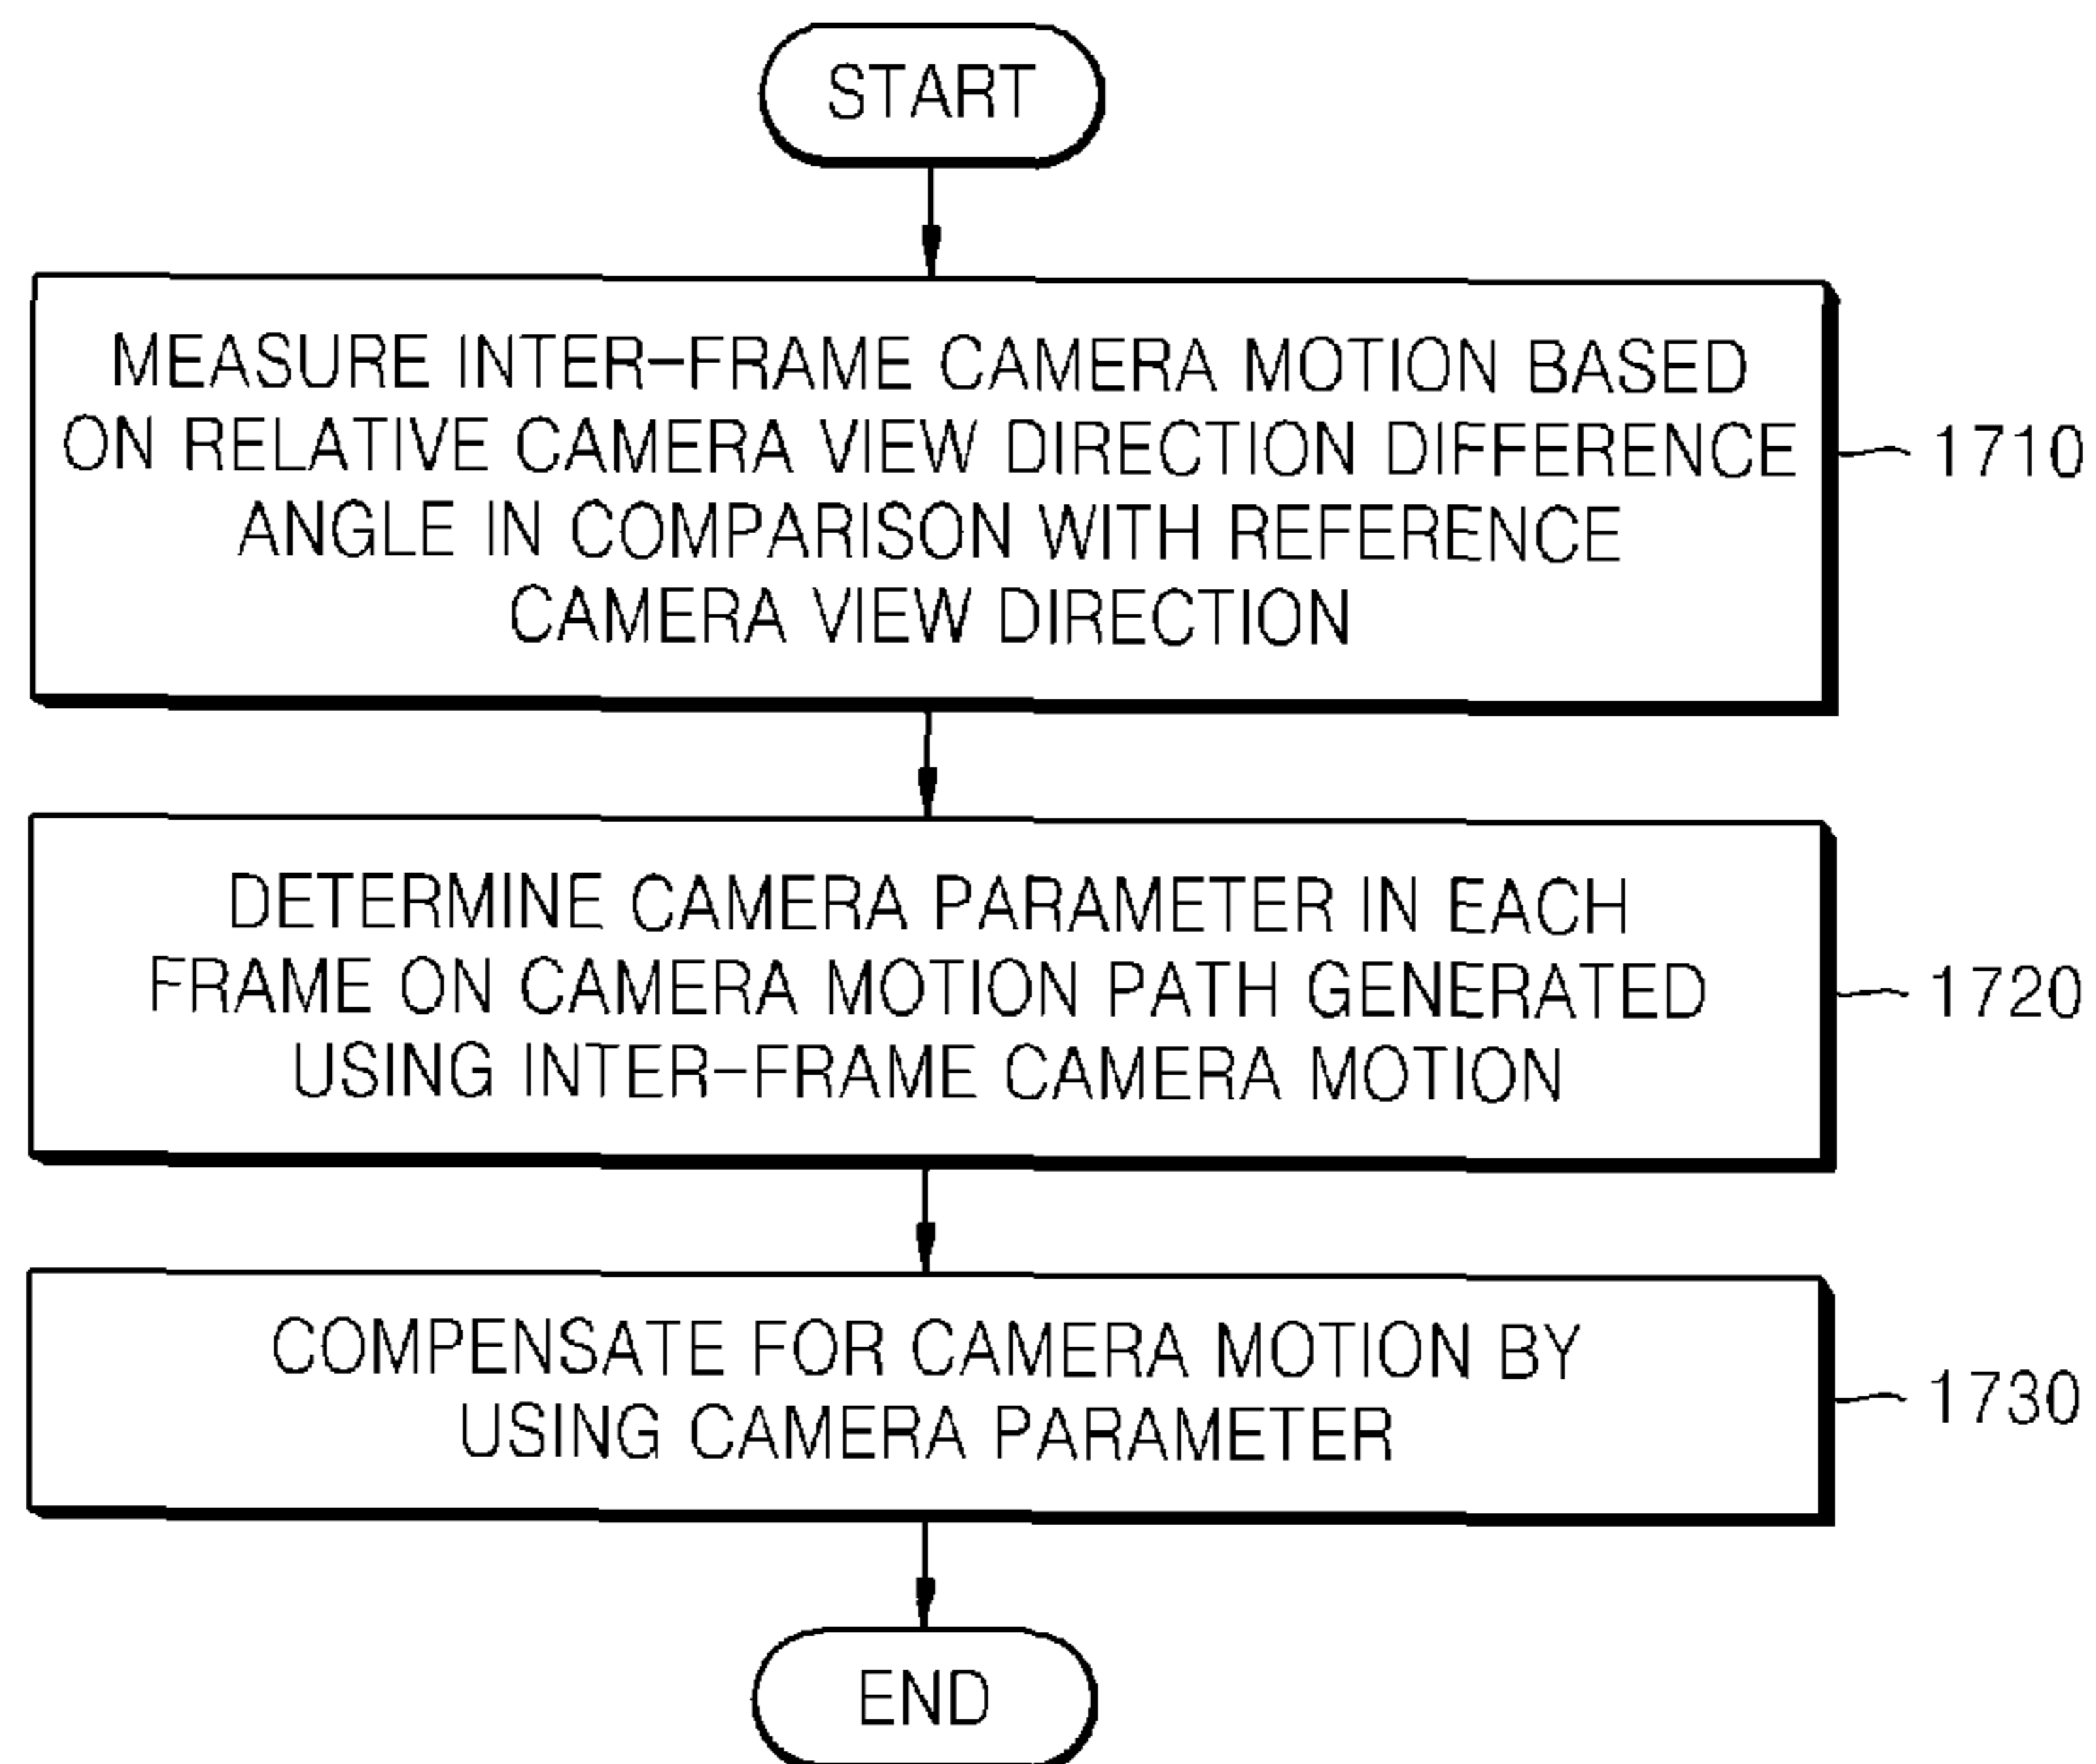 START
MEASURE INTER-FRAME CAMERA MOTION BASED
ON RELATIVE CAMERA VIEW DIRECTION DIFFERENCE
ANGLE IN COMPARISON WITH REFERENCE
CAMERA VIEW DIRECTION
1710
DETERMINE CAMERA PARAMETER IN EACH
FRAME ON CAMERA MOTION PATH GENERATED
USING INTER-FRAME CAMERA MOTION
1720
COMPENSATE FOR CAMERA MOTION BY
USING CAMERA PARAMETER
1730
END